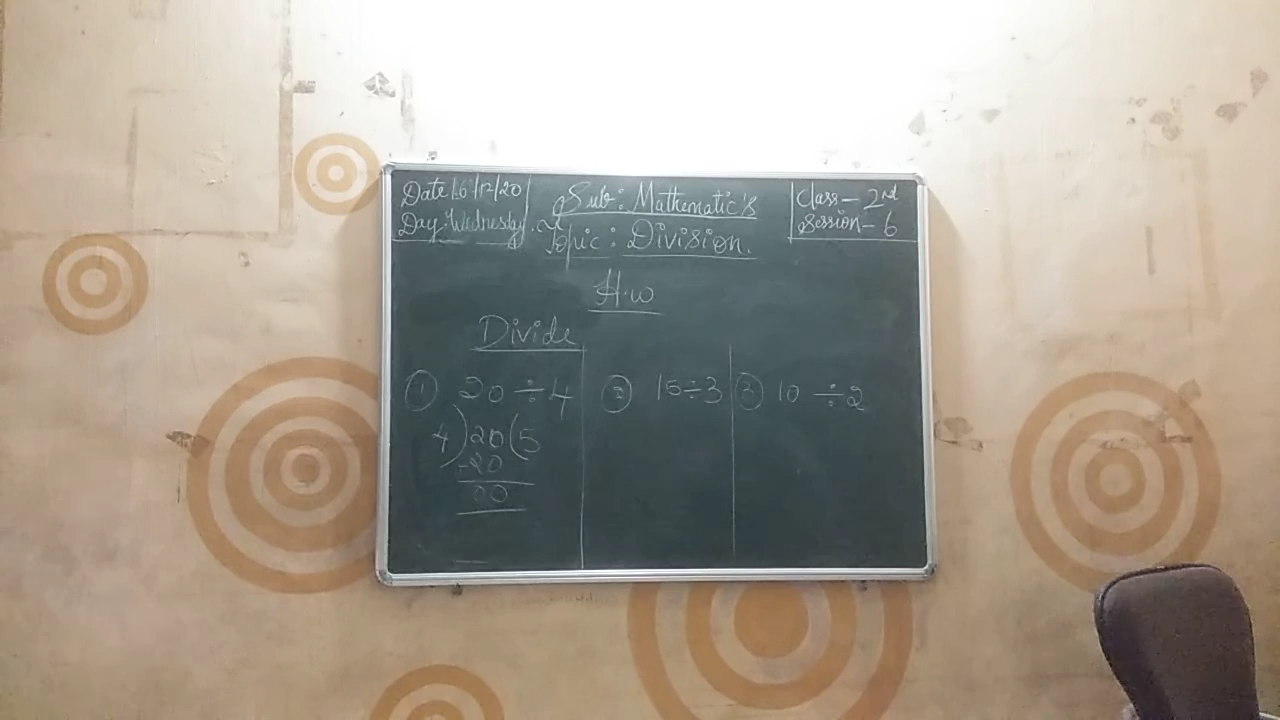 Date 16/12/20
Day: Wednesday
Sub: Mathematic's
Topic: Division.
Class - 2nd
Session - 6
H.w
Divide
① 20 ÷ 4
4)20(5
-20
00
② 15÷3
③ 10 ÷2